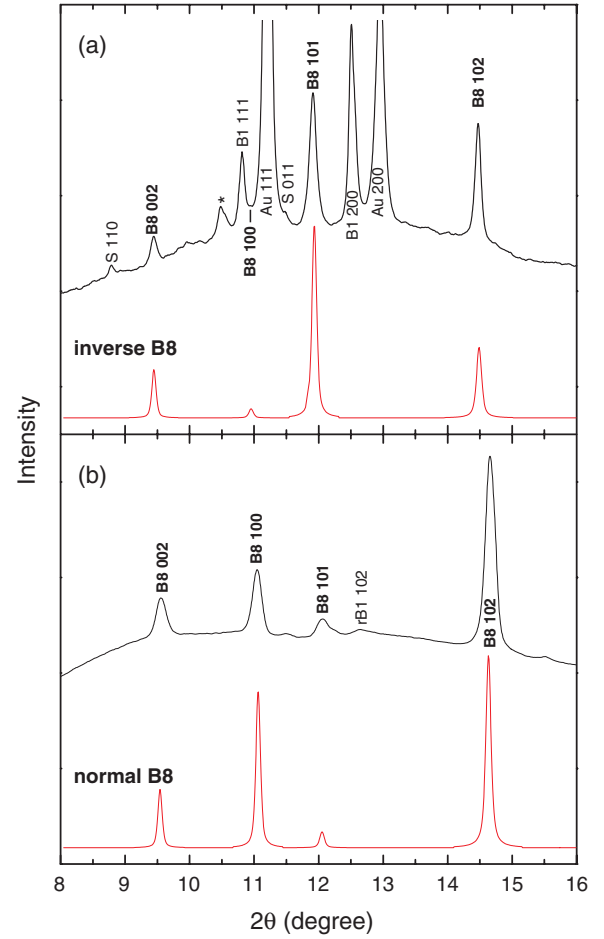 (a)
S 110
B8 002
*
B1 111
B8 100
Au 111
S 011
B8 101
B1 200
Au 200
B8 102
inverse B8
Intensity
(b)
B8 002
B8 100
B8 101
rB1 102
B8 102
normal B8
8 9 10 11 12 13 14 15 16
2θ (degree)